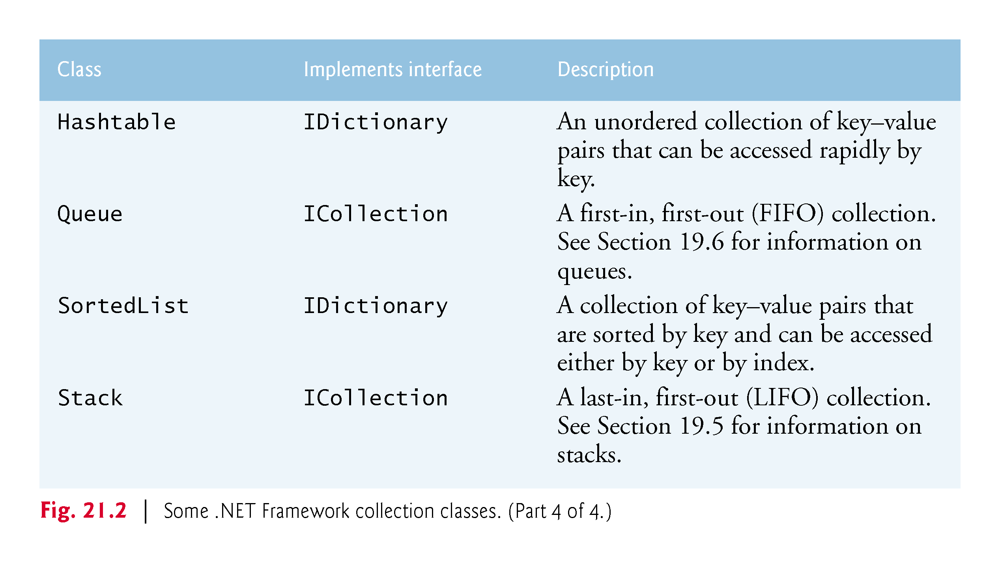 Class Implements interface Description
Hashtable IDictionary An unordered collection of key–value
pairs that can be accessed rapidly by
key.
Queue ICollection A first-in, first-out (FIFO) collection.
See Section 19.6 for information on
queues.
SortedList IDictionary A collection of key–value pairs that
are sorted by key and can be accessed
either by key or by index.
Stack ICollection A last-in, first-out (LIFO) collection.
See Section 19.5 for information on
stacks.
Fig. 21.2 | Some .NET Framework collection classes. (Part 4 of 4.)